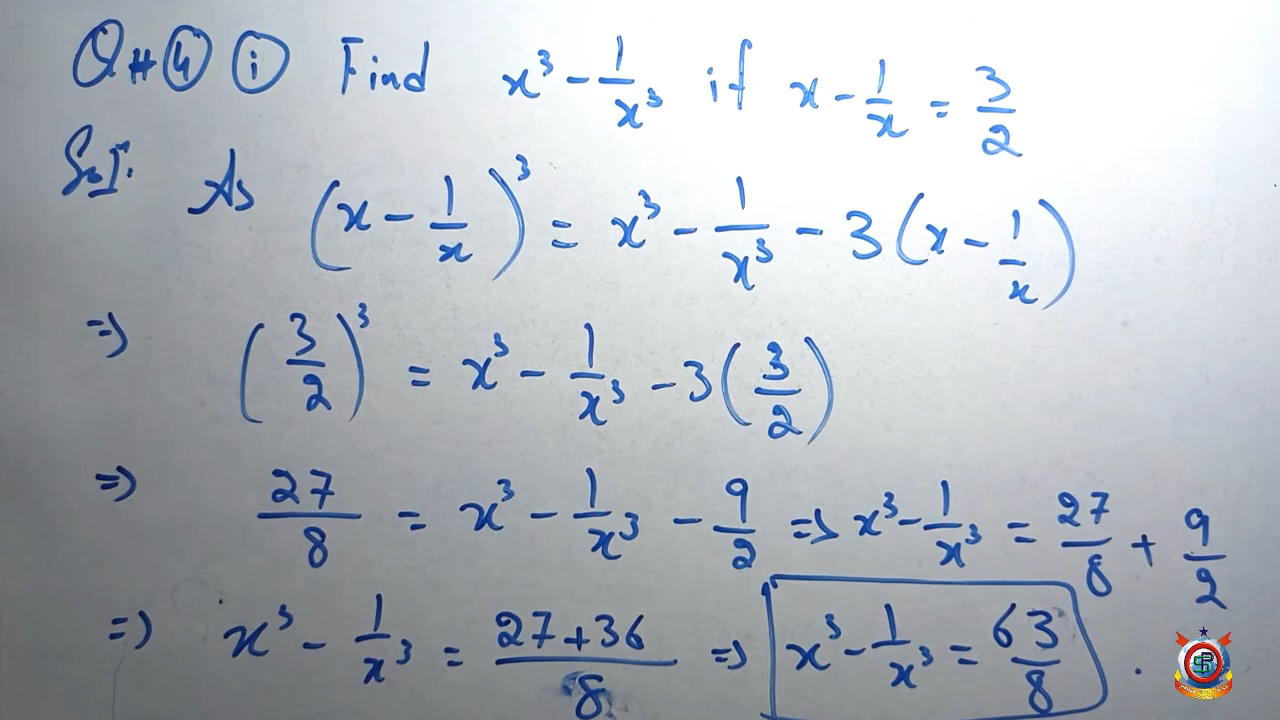 Q#4 (i) Find x³ - 1/x³ if x - 1/x = 3/2
Sol: As (x - 1/x)³ = x³ - 1/x³ - 3(x - 1/x)
=> (3/2)³ = x³ - 1/x³ - 3(3/2)
=> 27/8 = x³ - 1/x³ - 9/2 => x³ - 1/x³ = 27/8 + 9/2
=> x³ - 1/x³ = (27+36)/8 => x³ - 1/x³ = 63/8 .